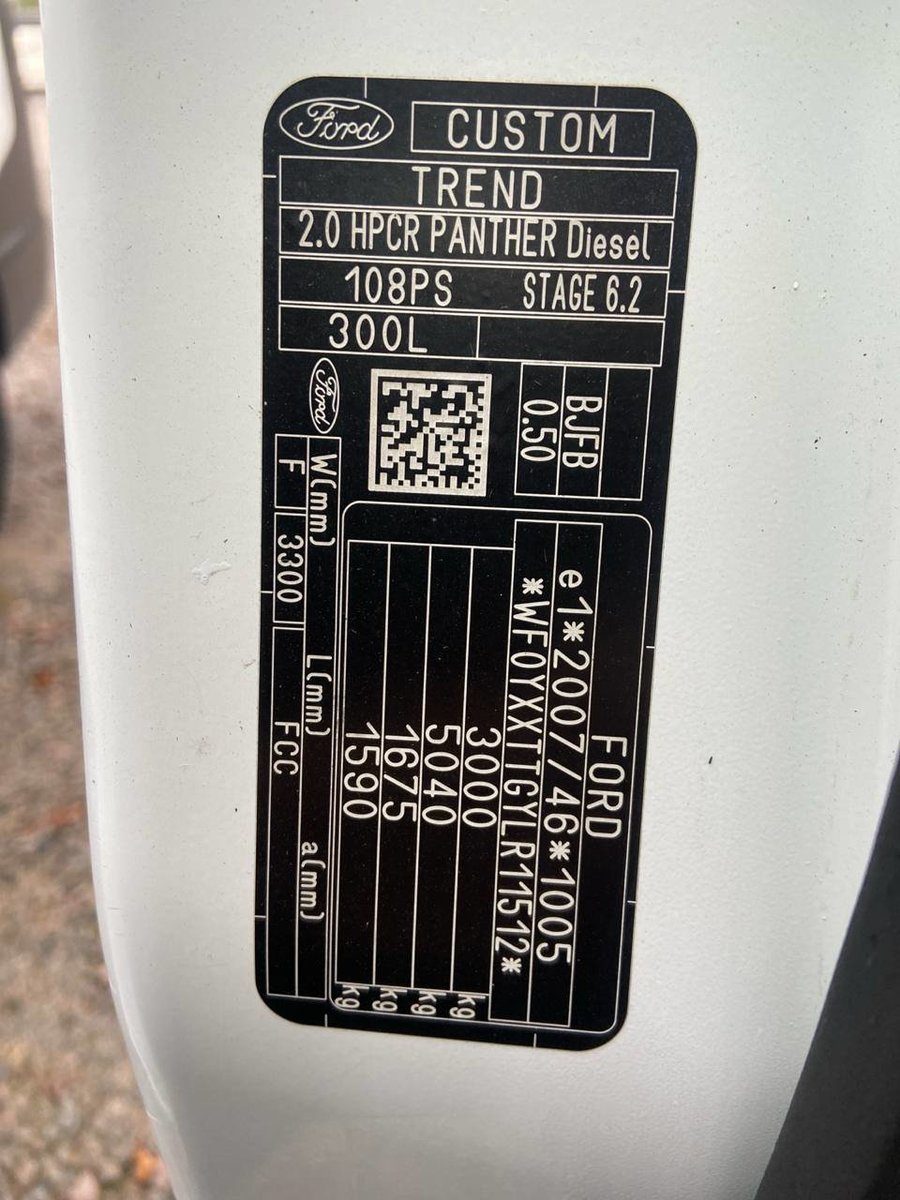 Ford CUSTOM
TREND
2.0 HPCR PANTHER Diesel
108PS STAGE 6.2
300L
BJFB
0.50
Ford
FORD
e1*2007/46*1005
*WF0YXXTTGYLR11512*
3000 kg
5040 kg
1675 kg
1590 kg
W(mm) L(mm) a(mm)
F 3300 FCC